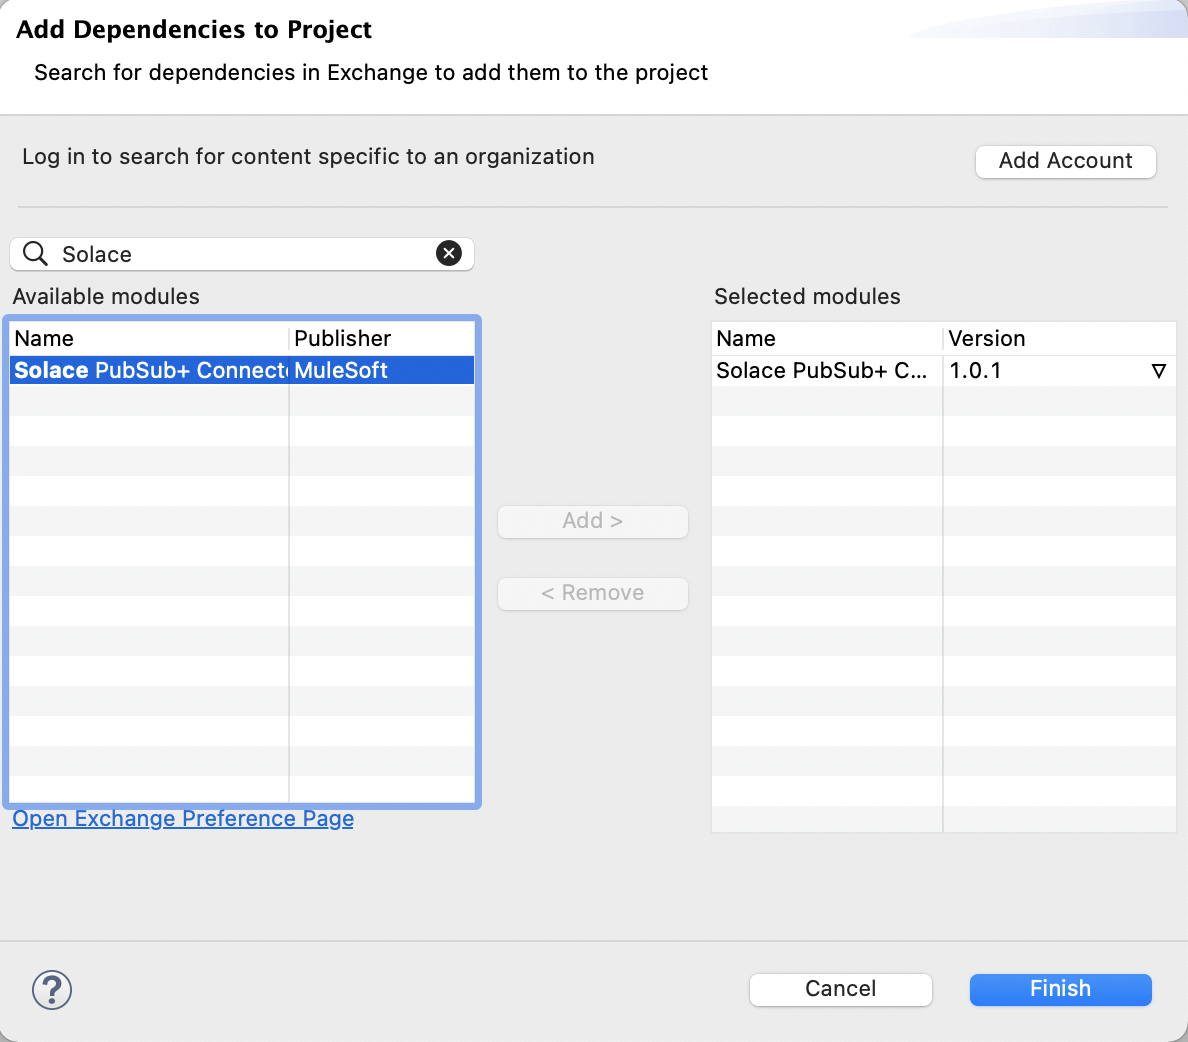 Add Dependencies to Project
Search for dependencies in Exchange to add them to the project
Log in to search for content specific to an organization
Add Account
Solace
Available modules
Name Publisher
Solace PubSub+ Connect MuleSoft
Open Exchange Preference Page
Add >
< Remove
Selected modules
Name Version
Solace PubSub+ C... 1.0.1
?
Cancel
Finish